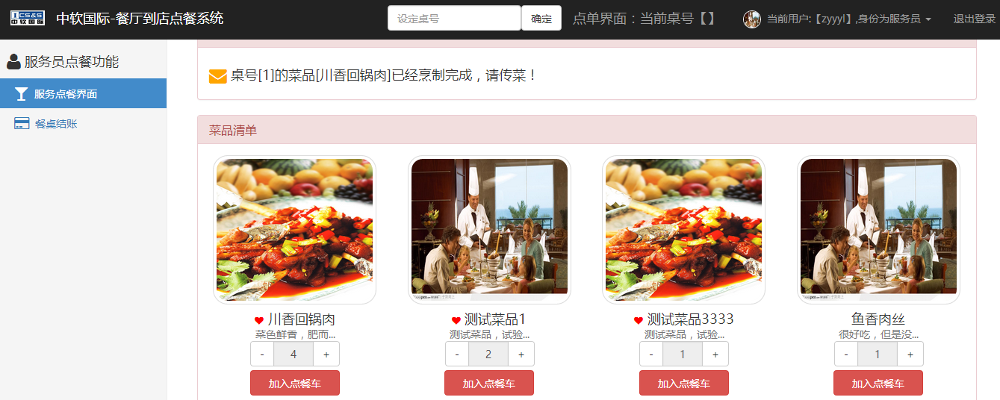 CS&S
中软国际
中软国际-餐厅到店点餐系统
设定桌号
确定
点单界面：当前桌号【】
当前用户:【zyyyl】,身份为服务员
退出登录
服务员点餐功能
服务点餐界面
餐桌结账
桌号[1]的菜品[川香回锅肉]已经烹制完成，请传菜！
菜品清单
川香回锅肉
菜色鲜香，肥而...
- 4 +
加入点餐车
测试菜品1
测试菜品，试验...
- 2 +
加入点餐车
测试菜品3333
测试菜品，试验...
- 1 +
加入点餐车
鱼香肉丝
很好吃，但是没...
- 1 +
加入点餐车